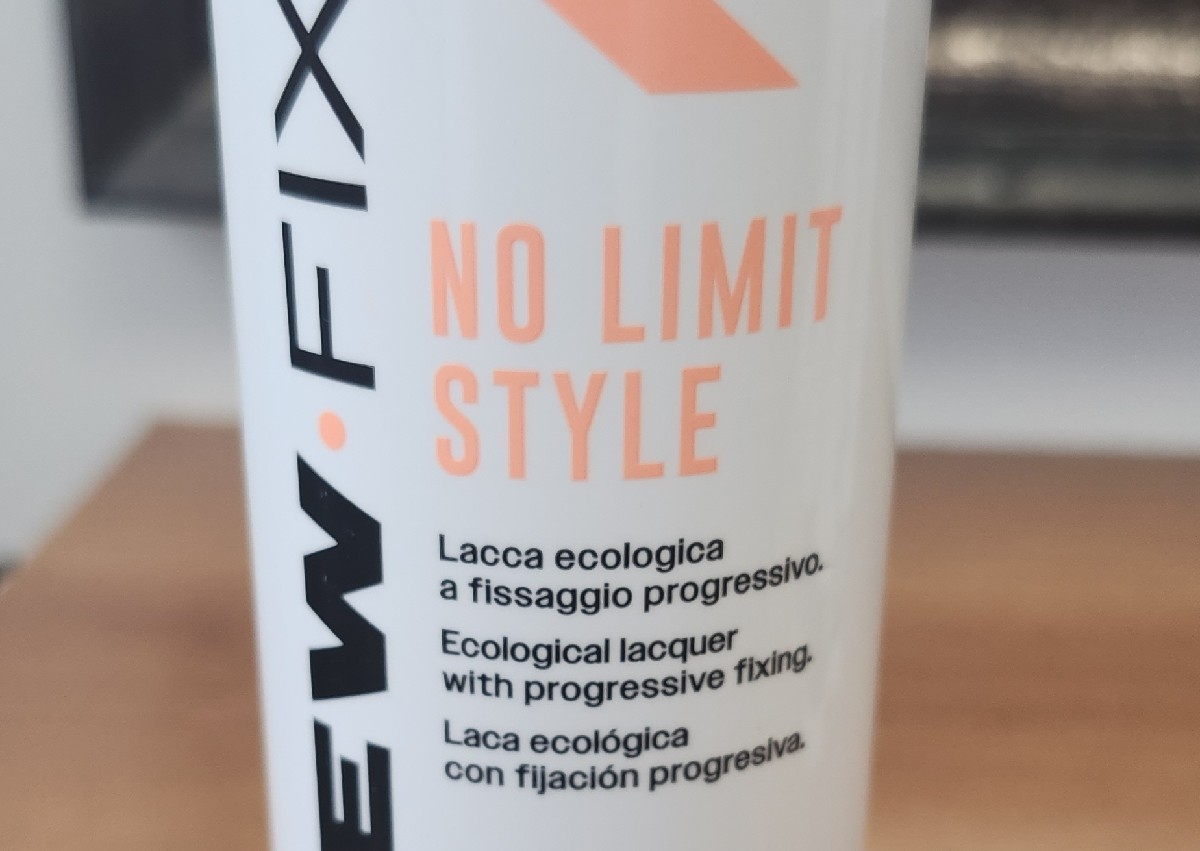 EW·FIX
NO LIMIT
STYLE
Lacca ecologica
a fissaggio progressivo.
Ecological lacquer
with progressive fixing.
Laca ecológica
con fijación progresiva.